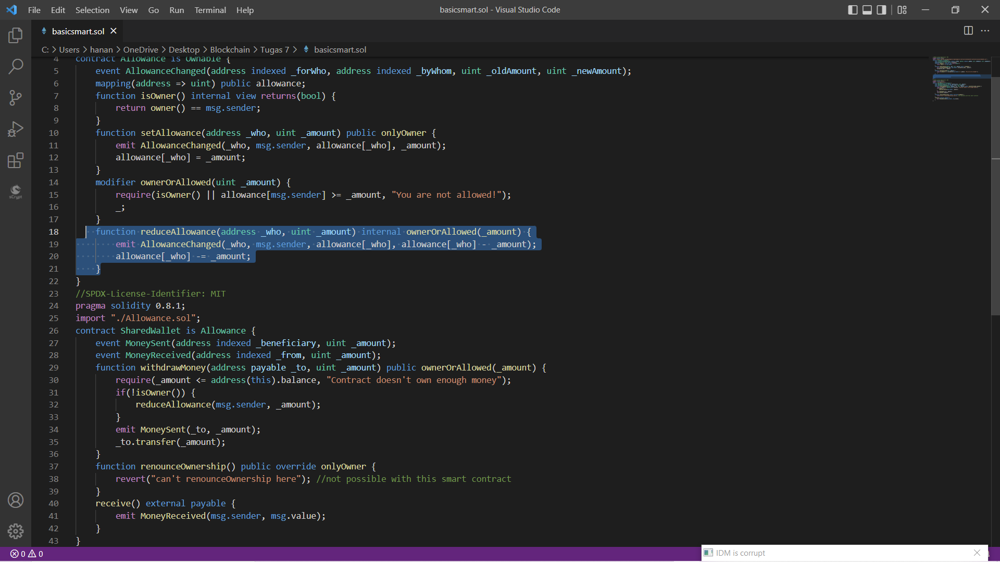 File Edit Selection View Go Run Terminal Help
basicsmart.sol - Visual Studio Code
basicsmart.sol
C: > Users > hanan > OneDrive > Desktop > Blockchain > Tugas 7 > basicsmart.sol
4 contract Allowance is Ownable {
5 event AllowanceChanged(address indexed _forWho, address indexed _byWhom, uint _oldAmount, uint _newAmount);
6 mapping(address => uint) public allowance;
7 function isOwner() internal view returns(bool) {
8 return owner() == msg.sender;
9 }
10 function setAllowance(address _who, uint _amount) public onlyOwner {
11 emit AllowanceChanged(_who, msg.sender, allowance[_who], _amount);
12 allowance[_who] = _amount;
13 }
14 modifier ownerOrAllowed(uint _amount) {
15 require(isOwner() || allowance[msg.sender] >= _amount, "You are not allowed!");
16 _;
17 }
18 function reduceAllowance(address _who, uint _amount) internal ownerOrAllowed(_amount) {
19 emit AllowanceChanged(_who, msg.sender, allowance[_who], allowance[_who] - _amount);
20 allowance[_who] -= _amount;
21 }
22 }
23 //SPDX-License-Identifier: MIT
24 pragma solidity 0.8.1;
25 import "./Allowance.sol";
26 contract SharedWallet is Allowance {
27 event MoneySent(address indexed _beneficiary, uint _amount);
28 event MoneyReceived(address indexed _from, uint _amount);
29 function withdrawMoney(address payable _to, uint _amount) public ownerOrAllowed(_amount) {
30 require(_amount <= address(this).balance, "Contract doesn't own enough money");
31 if(!isOwner()) {
32 reduceAllowance(msg.sender, _amount);
33 }
34 emit MoneySent(_to, _amount);
35 _to.transfer(_amount);
36 }
37 function renounceOwnership() public override onlyOwner {
38 revert("can't renounceOwnership here"); //not possible with this smart contract
39 }
40 receive() external payable {
41 emit MoneyReceived(msg.sender, msg.value);
42 }
43 }
sCrypt
0 0
IDM is corrupt